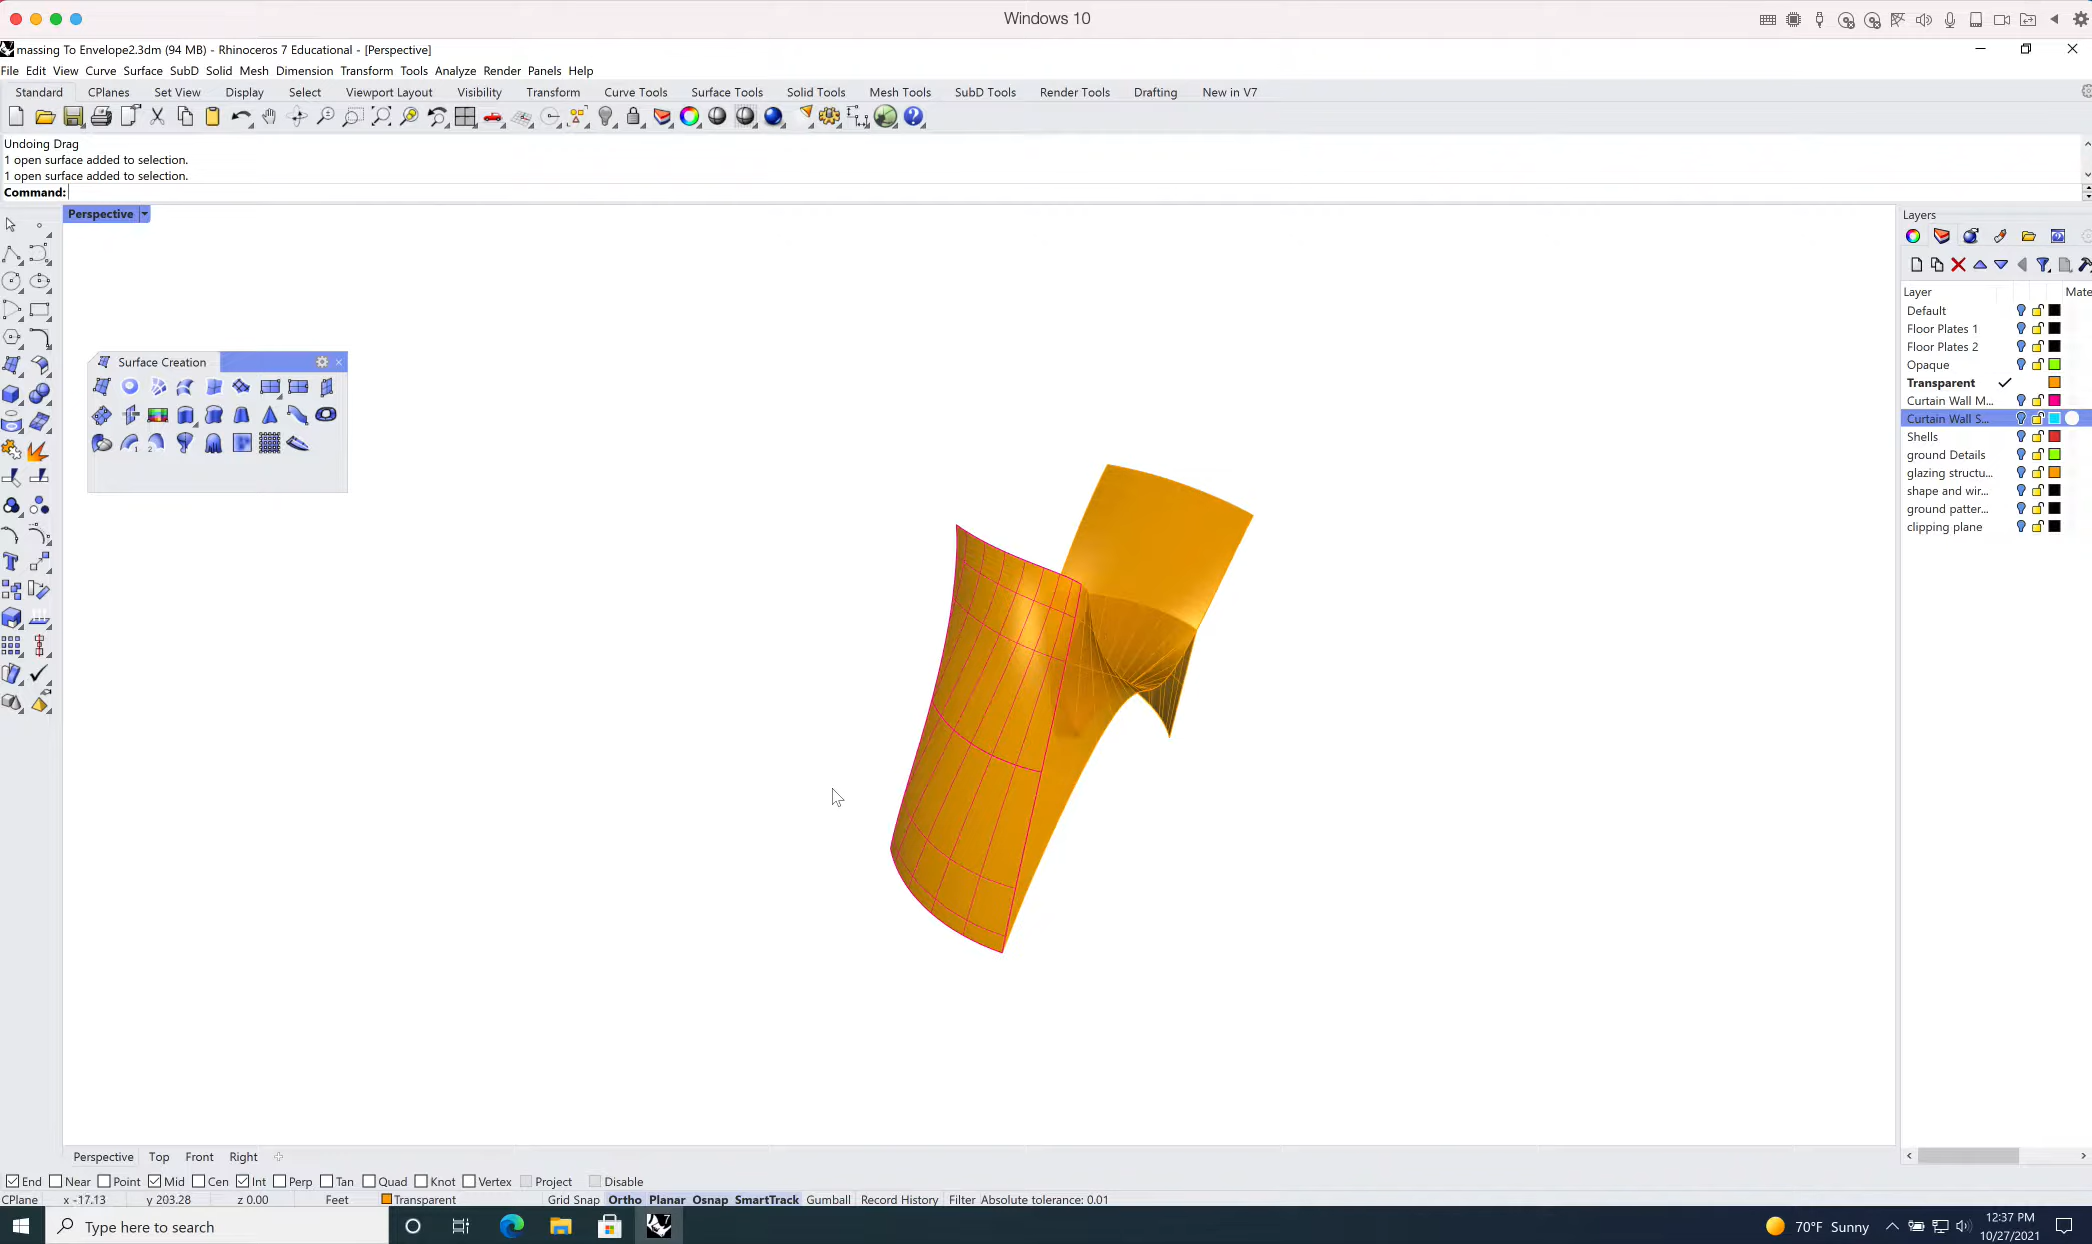 Windows 10
massing To Envelope2.3dm (94 MB) - Rhinoceros 7 Educational - [Perspective]
File Edit View Curve Surface SubD Solid Mesh Dimension Transform Tools Analyze Render Panels Help
Standard CPlanes Set View Display Select Viewport Layout Visibility Transform Curve Tools Surface Tools Solid Tools Mesh Tools SubD Tools Render Tools Drafting New in V7
Undoing Drag
1 open surface added to selection.
1 open surface added to selection.
Command:
Perspective
Layers
Surface Creation
Layer Mate
Default
Floor Plates 1
Floor Plates 2
Opaque
Transparent
Curtain Wall M...
Curtain Wall S...
Shells
ground Details
glazing structu...
shape and wir...
ground patter...
clipping plane
1 2
Perspective Top Front Right
End Near Point Mid Cen Int Perp Tan Quad Knot Vertex Project Disable
CPlane x -17.13 y 203.28 z 0.00 Feet Transparent Grid Snap Ortho Planar Osnap SmartTrack Gumball Record History Filter Absolute tolerance: 0.01
Type here to search
70°F Sunny
12:37 PM
10/27/2021